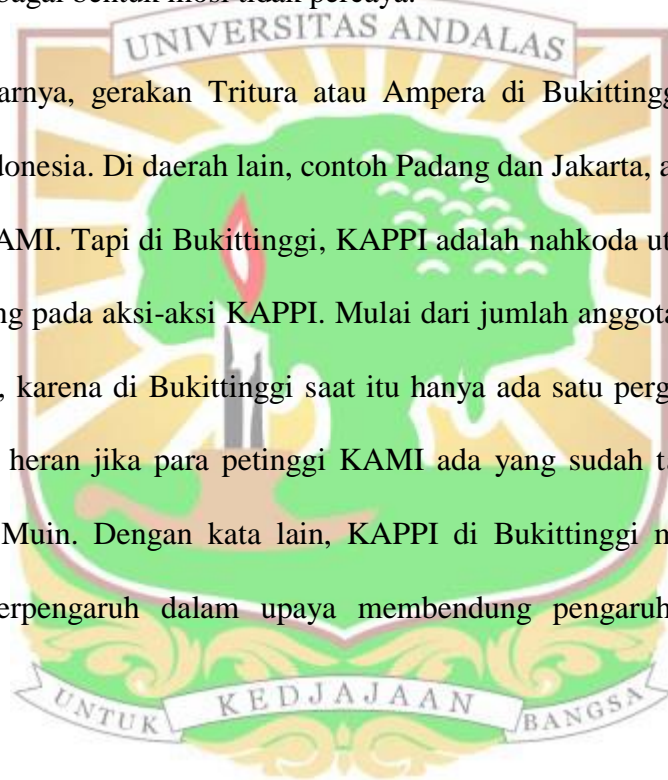 bagai bentuk mosi tidak percaya.
UNIVERSITAS ANDALAS
arnya, gerakan Tritura atau Ampera di Bukittingg
donesia. Di daerah lain, contoh Padang dan Jakarta, a
AMI. Tapi di Bukittinggi, KAPPI adalah nahkoda ut
ng pada aksi-aksi KAPPI. Mulai dari jumlah anggota
, karena di Bukittinggi saat itu hanya ada satu perg
heran jika para petinggi KAMI ada yang sudah ta
Muin. Dengan kata lain, KAPPI di Bukittinggi m
erpengaruh dalam upaya membendung pengaruh
UNTUK KEDJAJAAN BANGSA